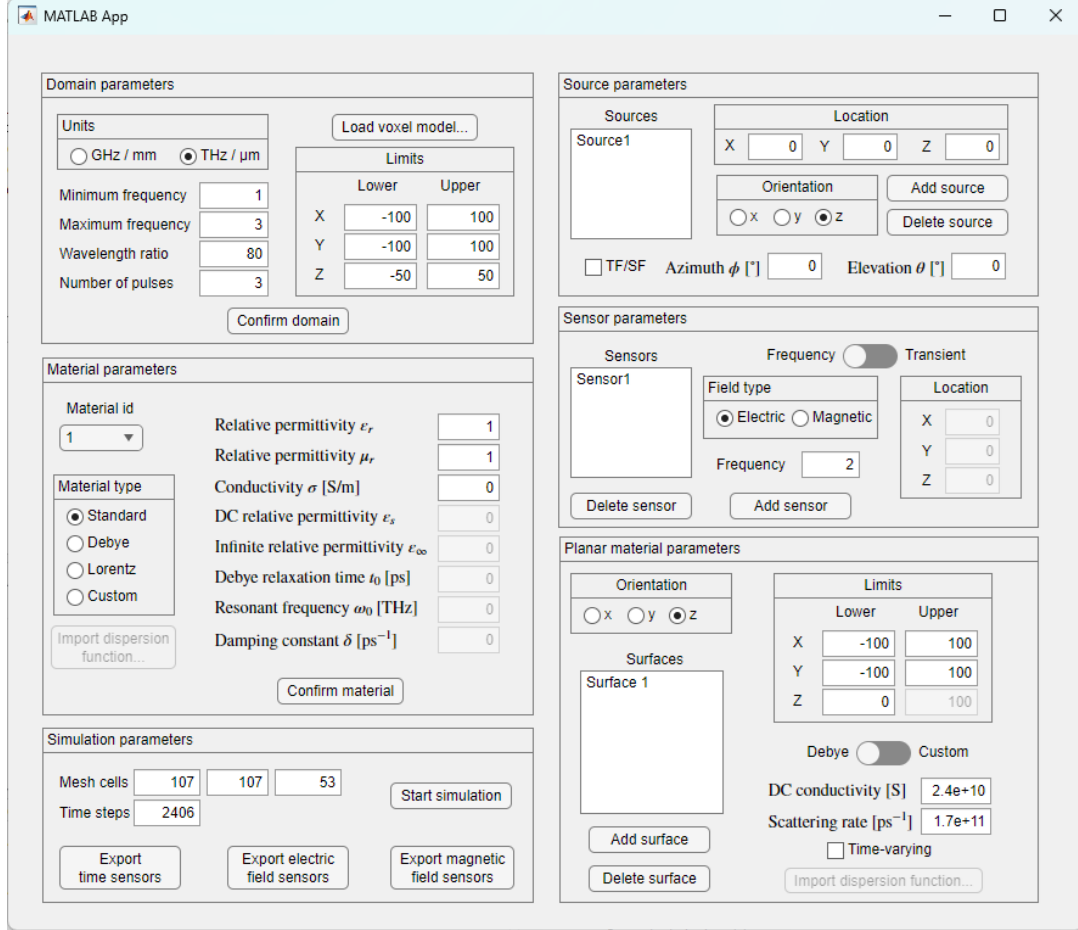 MATLAB App
Domain parameters
Units
GHz / mm THz / μm
Load voxel model...
Minimum frequency 1
Maximum frequency 3
Wavelength ratio 80
Number of pulses 3
Limits
Lower Upper
X -100 100
Y -100 100
Z -50 50
Confirm domain
Material parameters
Material id
1
Material type
Standard
Debye
Lorentz
Custom
Import dispersion
function...
Relative permittivity εr 1
Relative permittivity μr 1
Conductivity σ [S/m] 0
DC relative permittivity εs 0
Infinite relative permittivity ε∞ 0
Debye relaxation time t0 [ps] 0
Resonant frequency ω0 [THz] 0
Damping constant δ [ps−1] 0
Confirm material
Simulation parameters
Mesh cells 107 107 53
Time steps 2406
Start simulation
Export
time sensors
Export electric
field sensors
Export magnetic
field sensors
Source parameters
Sources
Source1
Location
X 0 Y 0 Z 0
Orientation
x y z
Add source
Delete source
TF/SF Azimuth ϕ [°] 0 Elevation θ [°] 0
Sensor parameters
Sensors
Sensor1
Frequency Transient
Field type
Electric Magnetic
Frequency 2
Location
X 0
Y 0
Z 0
Delete sensor
Add sensor
Planar material parameters
Orientation
x y z
Surfaces
Surface 1
Limits
Lower Upper
X -100 100
Y -100 100
Z 0 100
Debye Custom
DC conductivity [S] 2.4e+10
Scattering rate [ps−1] 1.7e+11
Time-varying
Import dispersion function...
Add surface
Delete surface